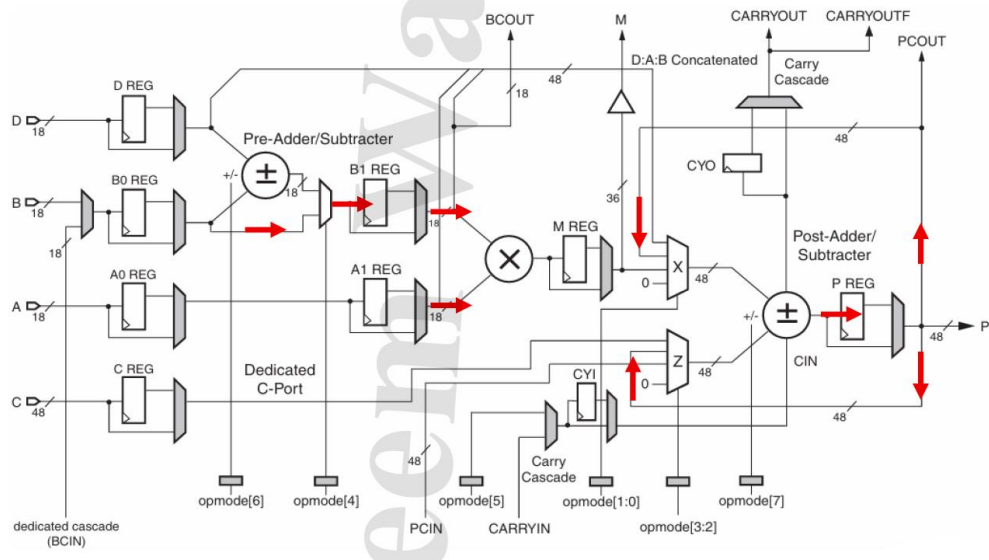 BCOUT
M
CARRYOUT
CARRYOUTF
PCOUT
D:A:B Concatenated
Carry
Cascade
48
18
D REG
D
18
Pre-Adder/Subtracter
+/-
±
18
B1 REG
18
48
CYO
B0 REG
B
18
18
36
M REG
Post-Adder/
Subtracter
×
X
0
48
P REG
±
+/-
48
P
A0 REG
A
18
A1 REG
18
CIN
Z
0
48
C REG
C
48
Dedicated
C-Port
CYI
48
48
Carry
Cascade
opmode[6]
opmode[4]
opmode[5]
opmode[1:0]
opmode[7]
opmode[3:2]
dedicated cascade
(BCIN)
PCIN
CARRYIN